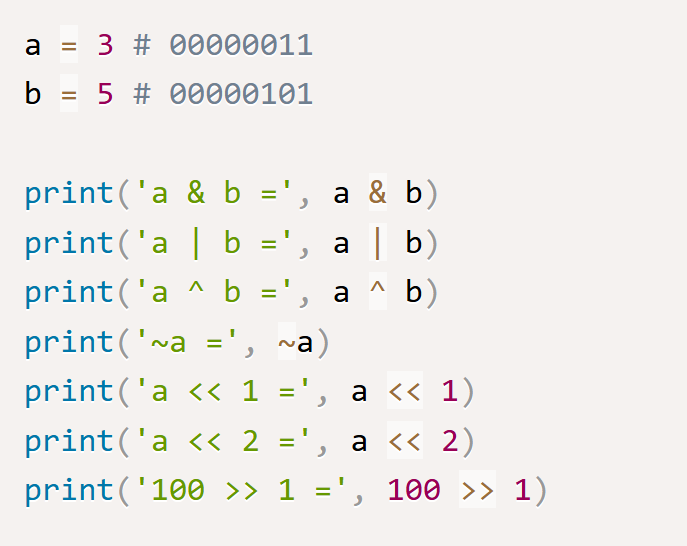 a = 3 # 00000011
b = 5 # 00000101
print('a & b =', a & b)
print('a | b =', a | b)
print('a ^ b =', a ^ b)
print('~a =', ~a)
print('a << 1 =', a << 1)
print('a << 2 =', a << 2)
print('100 >> 1 =', 100 >> 1)